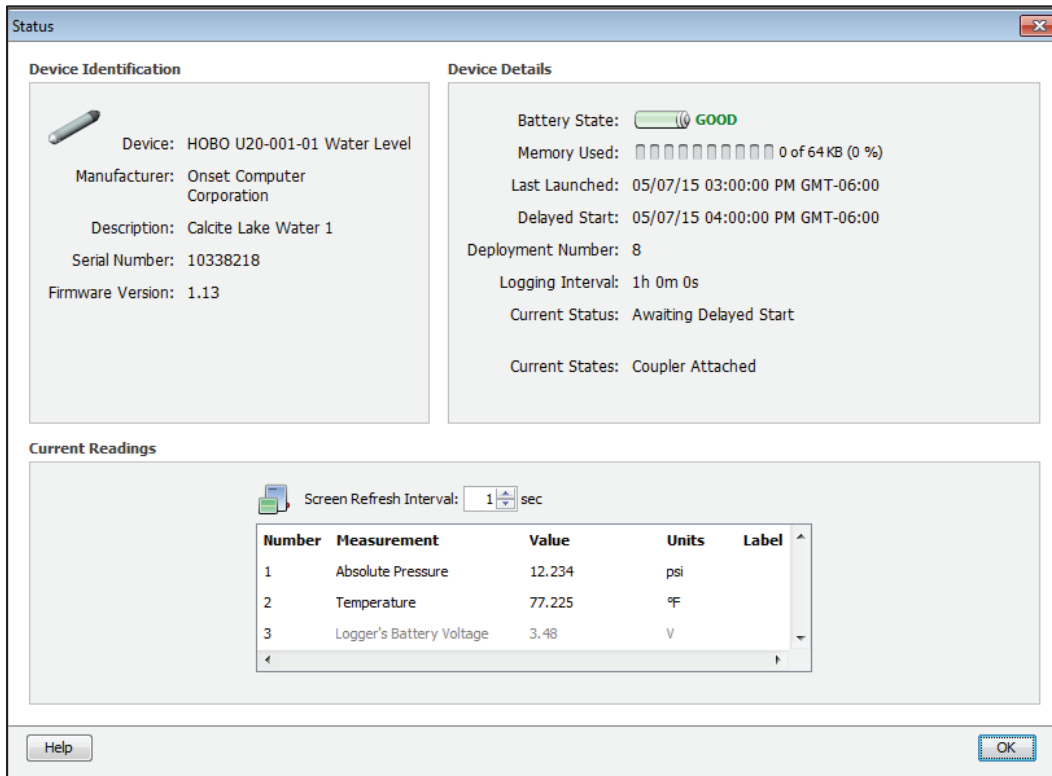 Status
Device Identification
Device: HOBO U20-001-01 Water Level
Manufacturer: Onset Computer
Corporation
Description: Calcite Lake Water 1
Serial Number: 10338218
Firmware Version: 1.13
Device Details
Battery State: GOOD
Memory Used: 0 of 64 KB (0 %)
Last Launched: 05/07/15 03:00:00 PM GMT-06:00
Delayed Start: 05/07/15 04:00:00 PM GMT-06:00
Deployment Number: 8
Logging Interval: 1h 0m 0s
Current Status: Awaiting Delayed Start
Current States: Coupler Attached
Current Readings
Screen Refresh Interval: 1 sec
Number Measurement Value Units Label
1 Absolute Pressure 12.234 psi
2 Temperature 77.225 °F
3 Logger's Battery Voltage 3.48 V
Help OK